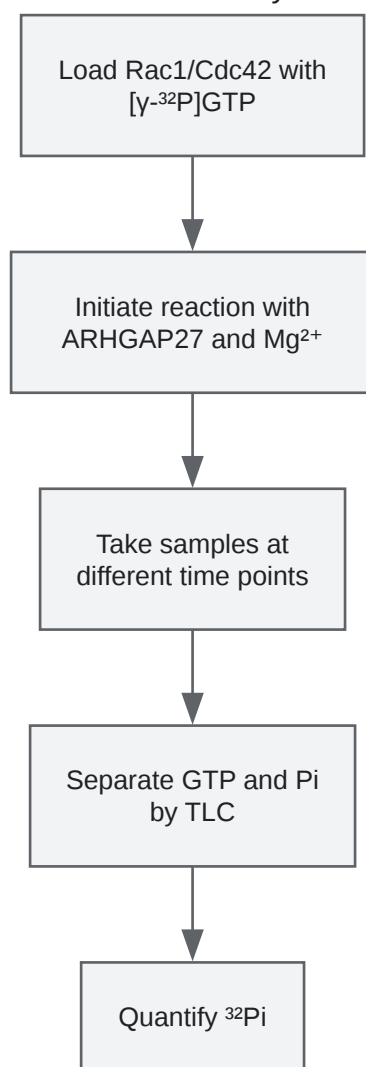 Load Rac1/Cdc42 with
[γ-³²P]GTP
Initiate reaction with
ARHGAP27 and Mg²⁺
Take samples at
different time points
Separate GTP and Pi
by TLC
Quantify ³²Pi